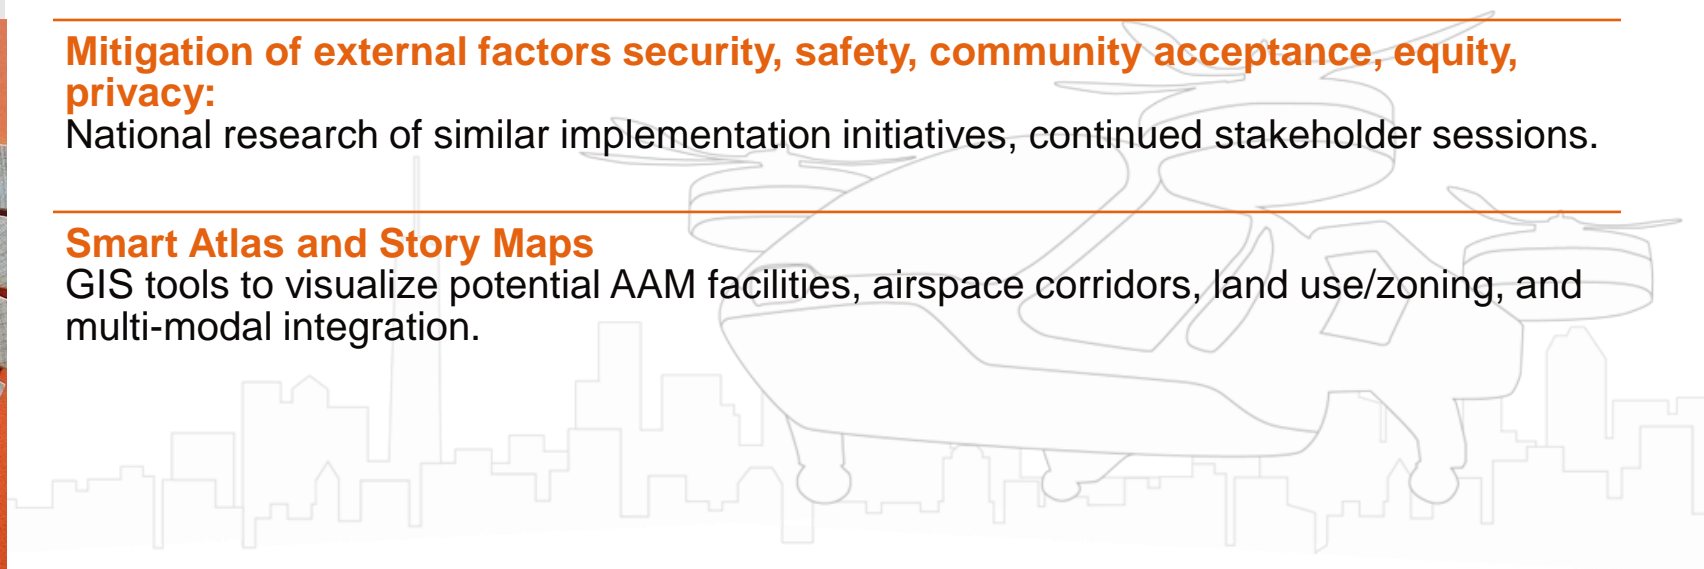 Mitigation of external factors security, safety, community acceptance, equity,
privacy:
National research of similar implementation initiatives, continued stakeholder sessions.
Smart Atlas and Story Maps
GIS tools to visualize potential AAM facilities, airspace corridors, land use/zoning, and
multi-modal integration.